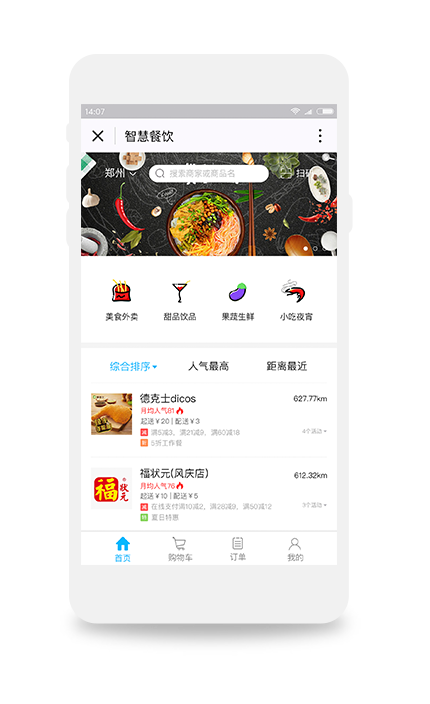 14:07
智慧餐饮
郑州
搜索商家或商品名
扫码
美食外卖
甜品饮品
果蔬生鲜
小吃夜宵
综合排序
人气最高
距离最近
德克士dicos
627.77km
月均人气81
起送￥20 | 配送￥3
减 满5减3、满21减9、满60减18
4个活动
5折工作餐
福状元(风庆店)
612.32km
福
状元
月均人气76
起送￥10 | 配送￥5
减 在线支付满10减2、满28减9、满50减12
3个活动
特 夏日特惠
首页
购物车
订单
我的